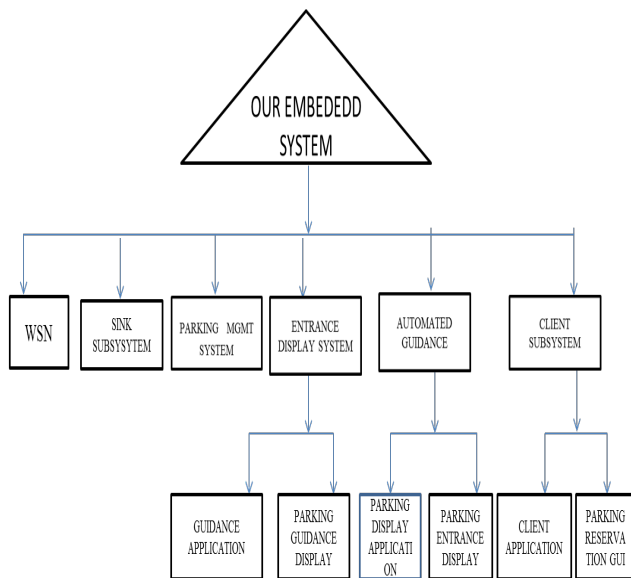 OUR EMBEDEDD
SYSTEM
WSN
SINK
SUBSYSYTEM
PARKING MGMT
SYSTEM
ENTRANCE
DISPLAY SYSTEM
AUTOMATED
GUIDANCE
CLIENT
SUBSYSTEM
GUIDANCE
APPLICATION
PARKING
GUIDANCE
DISPLAY
PARKING
DISPLAY
APPLICATI
ON
PARKING
ENTRANCE
DISPLAY
CLIENT
APPLICATION
PARKING
RESERVA
TION GUI